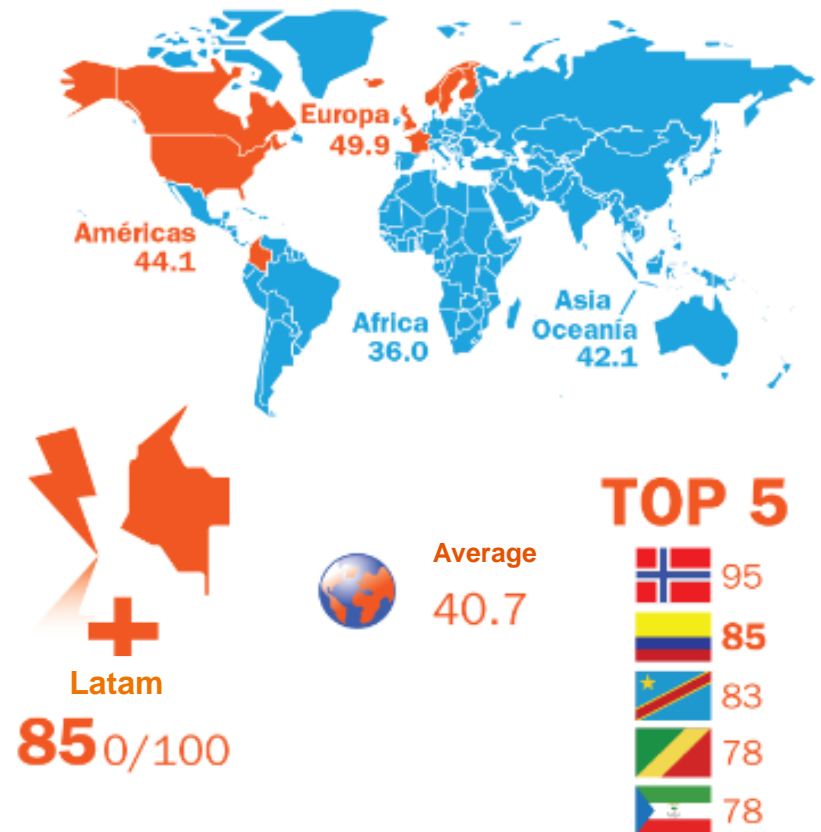 Europa
49.9
Américas
44.1
Africa
36.0
Asia
Oceanía
42.1
Latam
85 0/100
Average
40.7
TOP 5
95
85
83
78
78